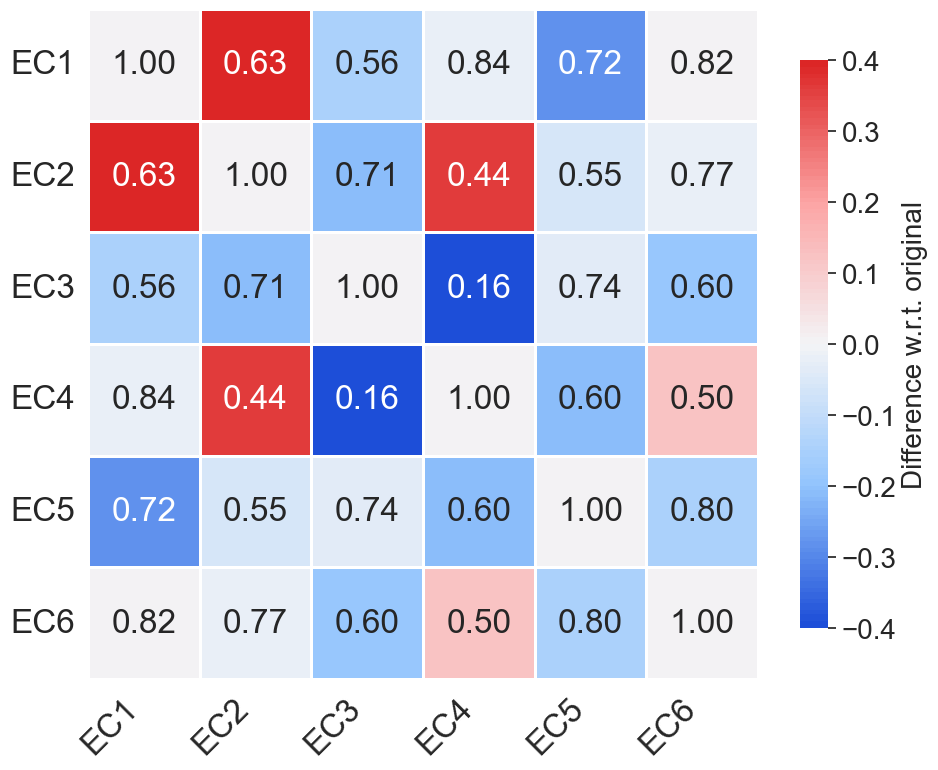 EC1 1.00 0.63 0.56 0.84 0.72 0.82
EC2 0.63 1.00 0.71 0.44 0.55 0.77
EC3 0.56 0.71 1.00 0.16 0.74 0.60
EC4 0.84 0.44 0.16 1.00 0.60 0.50
EC5 0.72 0.55 0.74 0.60 1.00 0.80
EC6 0.82 0.77 0.60 0.50 0.80 1.00
EC1 EC2 EC3 EC4 EC5 EC6
0.4
0.3
0.2
0.1
0.0
−0.1
−0.2
−0.3
−0.4
Difference w.r.t. original